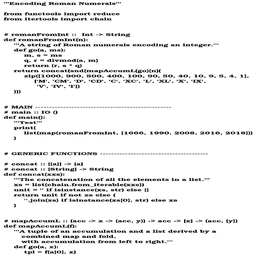 '''Encoding Roman Numerals'''
from functools import reduce
from itertools import chain
# romanFromInt :: Int -> String
def romanFromInt(n):
'''A string of Roman numerals encoding an integer.'''
def go(a, ms):
m, s = ms
q, r = divmod(a, m)
return (r, s * q)
return concat(snd(mapAccumL(go)(n)(
zip([1000, 900, 500, 400, 100, 90, 50, 40, 10, 9, 5, 4, 1],
['M', 'CM', 'D', 'CD', 'C', 'XC', 'L', 'XL', 'X', 'IX',
'V', 'IV', 'I'])
)))
# MAIN -------------------------------------------------
# main :: IO ()
def main():
'''Test'''
print(
list(map(romanFromInt, [1666, 1990, 2008, 2016, 2018]))
)
# GENERIC FUNCTIONS ---------------------------------------
# concat :: [[a]] -> [a]
# concat :: [String] -> String
def concat(xxs):
'''The concatenation of all the elements in a list.'''
xs = list(chain.from_iterable(xxs))
unit = '' if isinstance(xs, str) else []
return unit if not xs else (
''.join(xs) if isinstance(xs[0], str) else xs
)
# mapAccumL :: (acc -> x -> (acc, y)) -> acc -> [x] -> (acc, [y])
def mapAccumL(f):
'''A tuple of an accumulation and a list derived by a
combined map and fold,
with accumulation from left to right.'''
def go(a, x):
tpl = f(a[0], x)